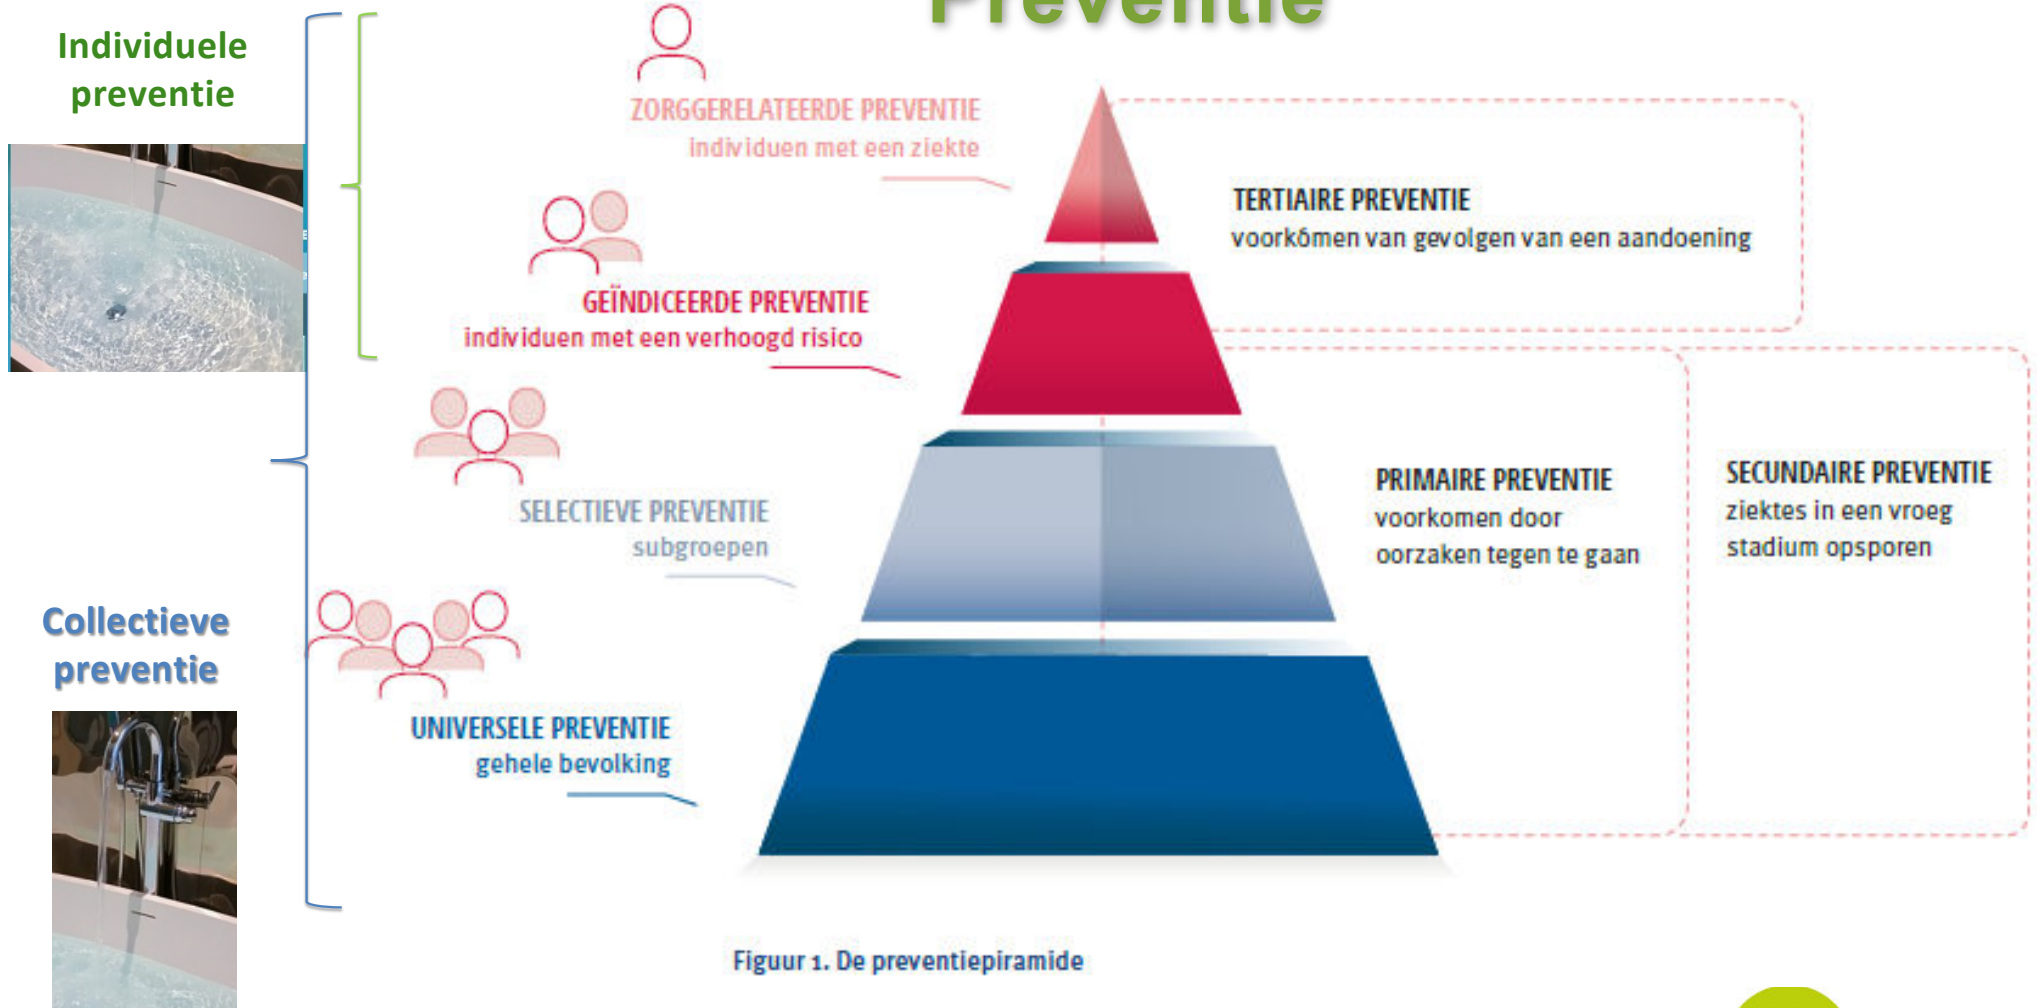 Preventie
Individuele
preventie
ZORGGERELATEERDE PREVENTIE
individuen met een ziekte
TERTIAIRE PREVENTIE
voorkómen van gevolgen van een aandoening
GEÏNDICEERDE PREVENTIE
individuen met een verhoogd risico
SELECTIEVE PREVENTIE
subgroepen
PRIMAIRE PREVENTIE
voorkomen door
oorzaken tegen te gaan
SECUNDAIRE PREVENTIE
ziektes in een vroeg
stadium opsporen
Collectieve
preventie
UNIVERSELE PREVENTIE
gehele bevolking
Figuur 1. De preventiepiramide